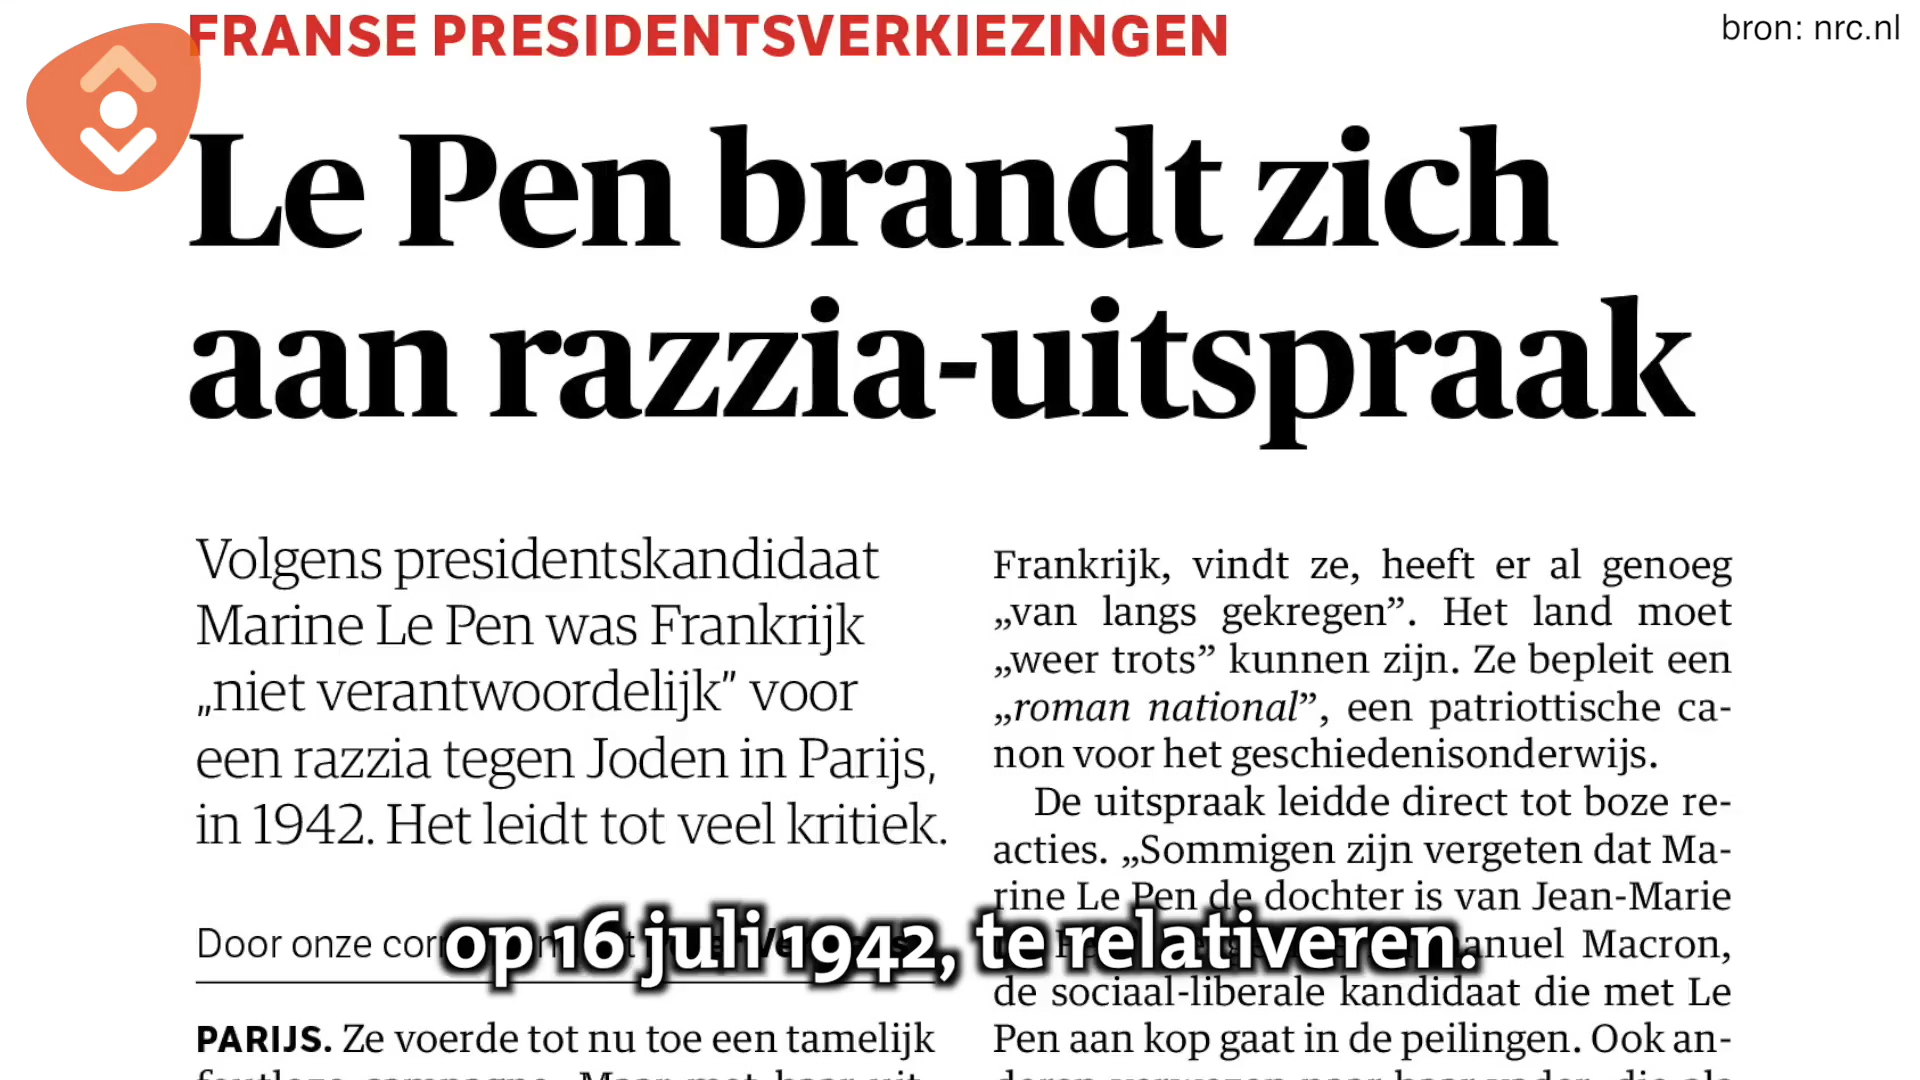 FRANSE PRESIDENTSVERKIEZINGEN
bron: nrc.nl
Le Pen brandt zich
aan razzia-uitspraak
Volgens presidentskandidaat
Marine Le Pen was Frankrijk
„niet verantwoordelijk” voor
een razzia tegen Joden in Parijs,
in 1942. Het leidt tot veel kritiek.
Door onze
PARIJS. Ze voerde tot nu toe een tamelijk
Frankrijk, vindt ze, heeft er al genoeg
„van langs gekregen”. Het land moet
„weer trots” kunnen zijn. Ze bepleit een
„roman national”, een patriottische ca-
non voor het geschiedenisonderwijs.
De uitspraak leidde direct tot boze re-
acties. „Sommigen zijn vergeten dat Ma-
rine Le Pen de dochter is van Jean-Marie
Macron,
de sociaal-liberale kandidaat die met Le
Pen aan kop gaat in de peilingen. Ook an-
op 16 juli 1942, te relativeren.